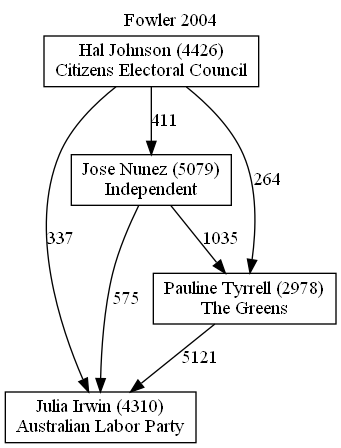 Fowler 2004
Hal Johnson (4426)
Citizens Electoral Council
411
Jose Nunez (5079)
Independent
264
337
575
1035
Pauline Tyrrell (2978)
The Greens
5121
Julia Irwin (4310)
Australian Labor Party